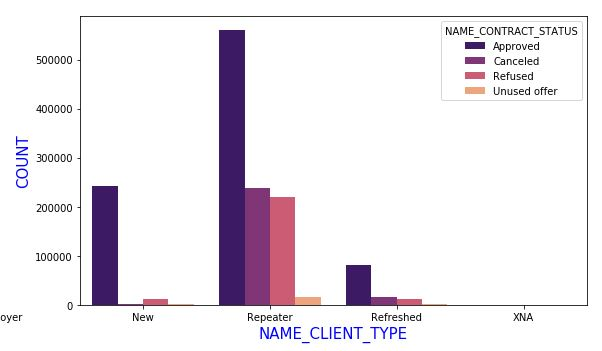 NAME_CONTRACT_STATUS
Approved
Canceled
Refused
Unused offer
COUNT
500000
400000
300000
200000
100000
0
oyer New Repeater Refreshed XNA
NAME_CLIENT_TYPE